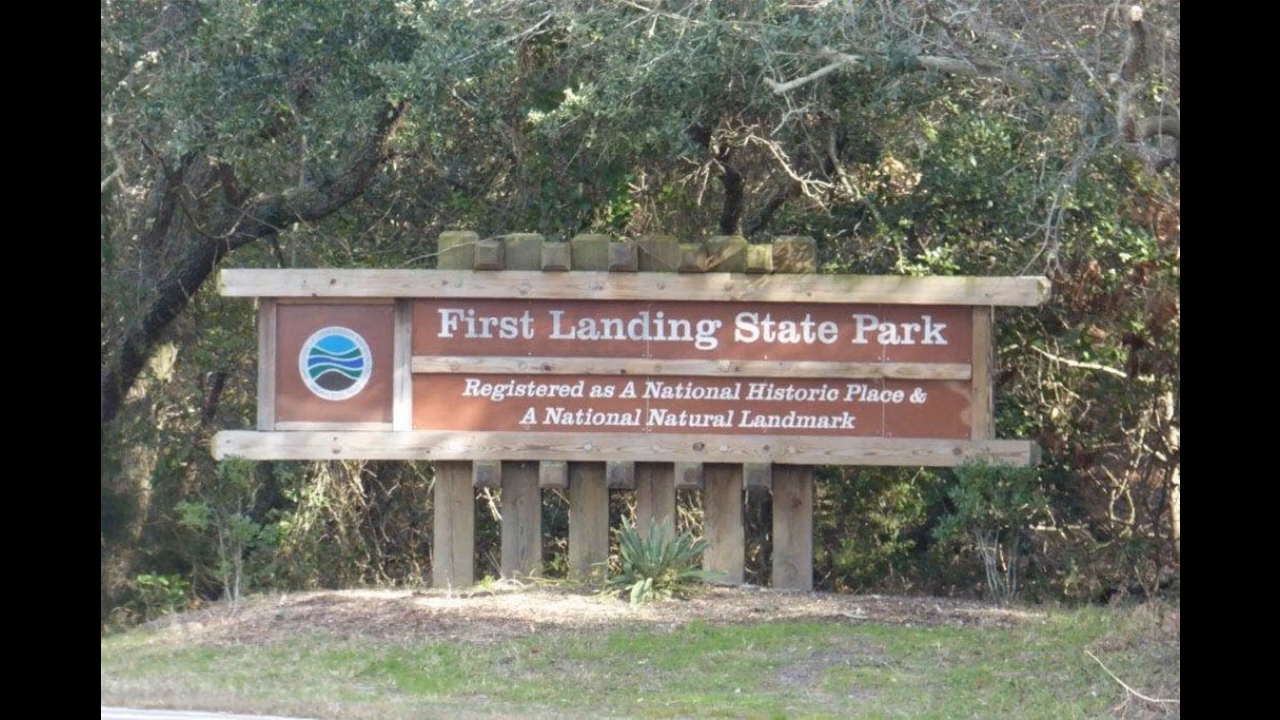 First Landing State Park
Registered as A National Historic Place &
A National Natural Landmark